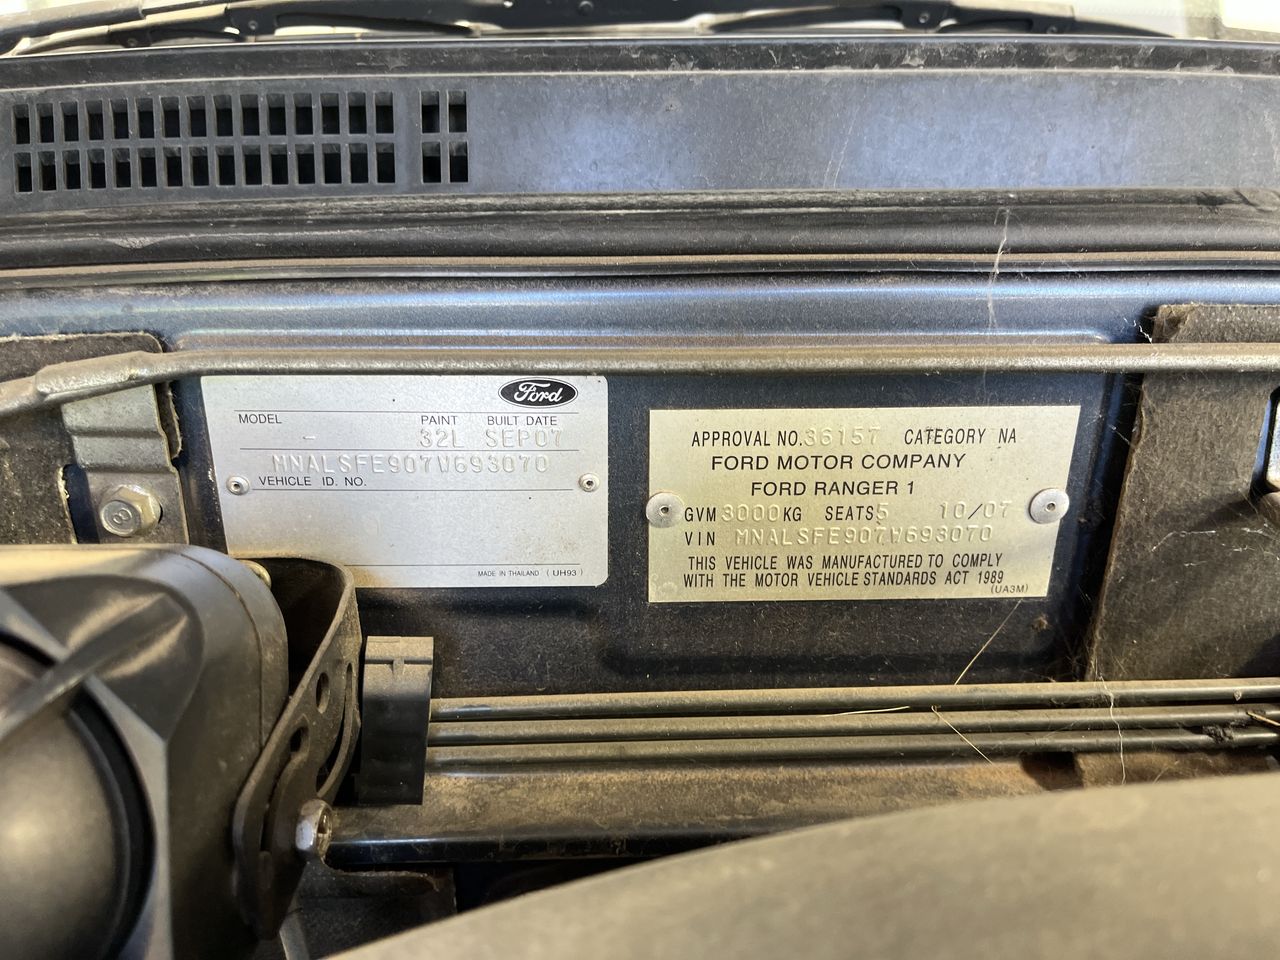 Ford
MODEL PAINT BUILT DATE
- 32L SEP07
MNALSFE907W693070
VEHICLE ID. NO.
MADE IN THAILAND (UH93)
APPROVAL NO. 36157 CATEGORY NA
FORD MOTOR COMPANY
FORD RANGER 1
GVM 3000KG SEATS 5 10/07
VIN MNALSFE907W693070
THIS VEHICLE WAS MANUFACTURED TO COMPLY
WITH THE MOTOR VEHICLE STANDARDS ACT 1989
(UA3M)
8